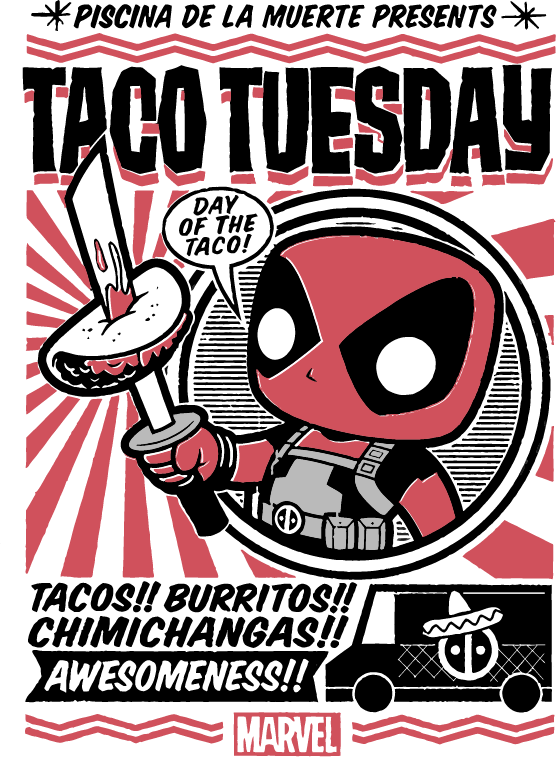 PISCINA DE LA MUERTE PRESENTS
TACO TUESDAY
DAY
OF THE
TACO!
TACOS!! BURRITOS!!
CHIMICHANGAS!!
AWESOMENESS!!
MARVEL